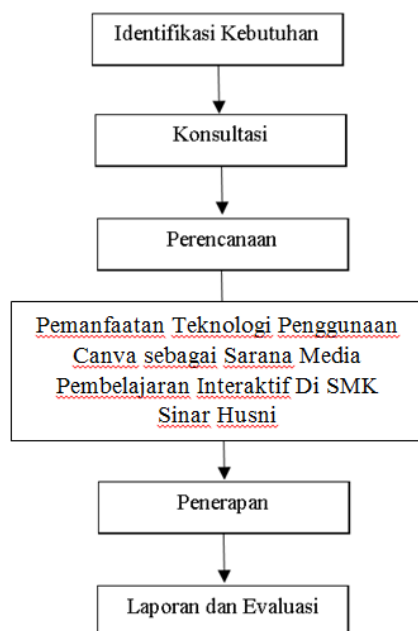 Identifikasi Kebutuhan
Konsultasi
Perencanaan
Pemanfaatan Teknologi Penggunaan
Canva sebagai Sarana Media
Pembelajaran Interaktif Di SMK
Sinar Husni
Penerapan
Laporan dan Evaluasi